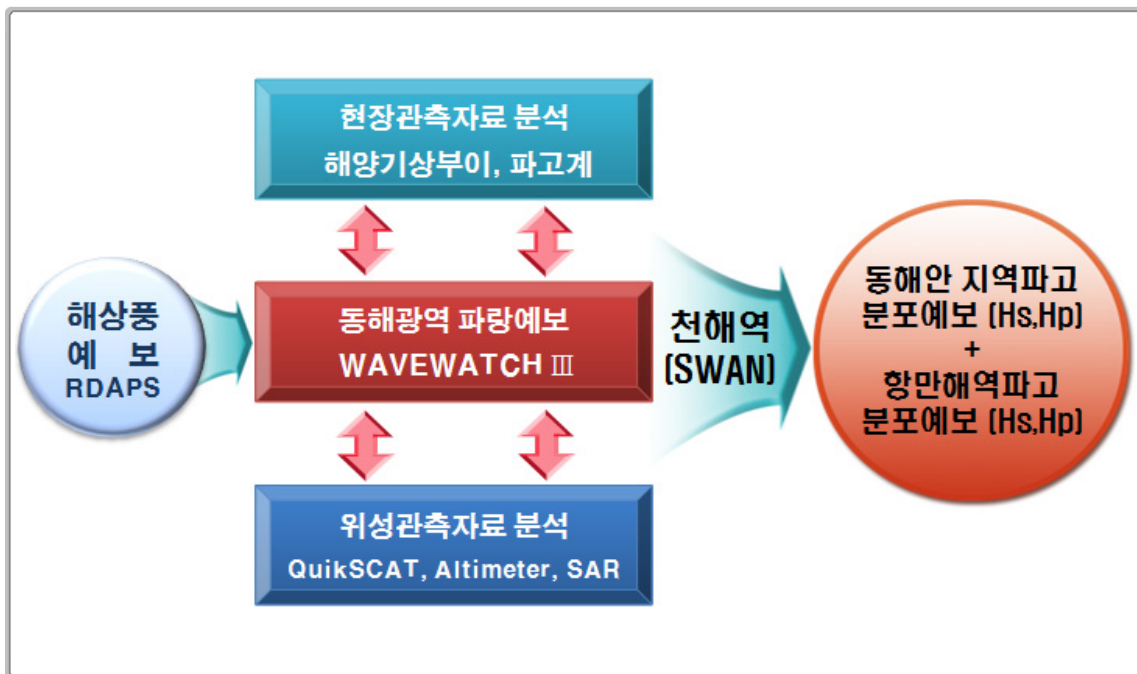 현장관측자료 분석
해양기상부이, 파고계
해상풍
예 보
RDAPS
동해광역 파랑예보
WAVEWATCH Ⅲ
천해역
(SWAN)
동해안 지역파고
분포예보 (Hs,Hp)
+
항만해역파고
분포예보 (Hs,Hp)
위성관측자료 분석
QuikSCAT, Altimeter, SAR